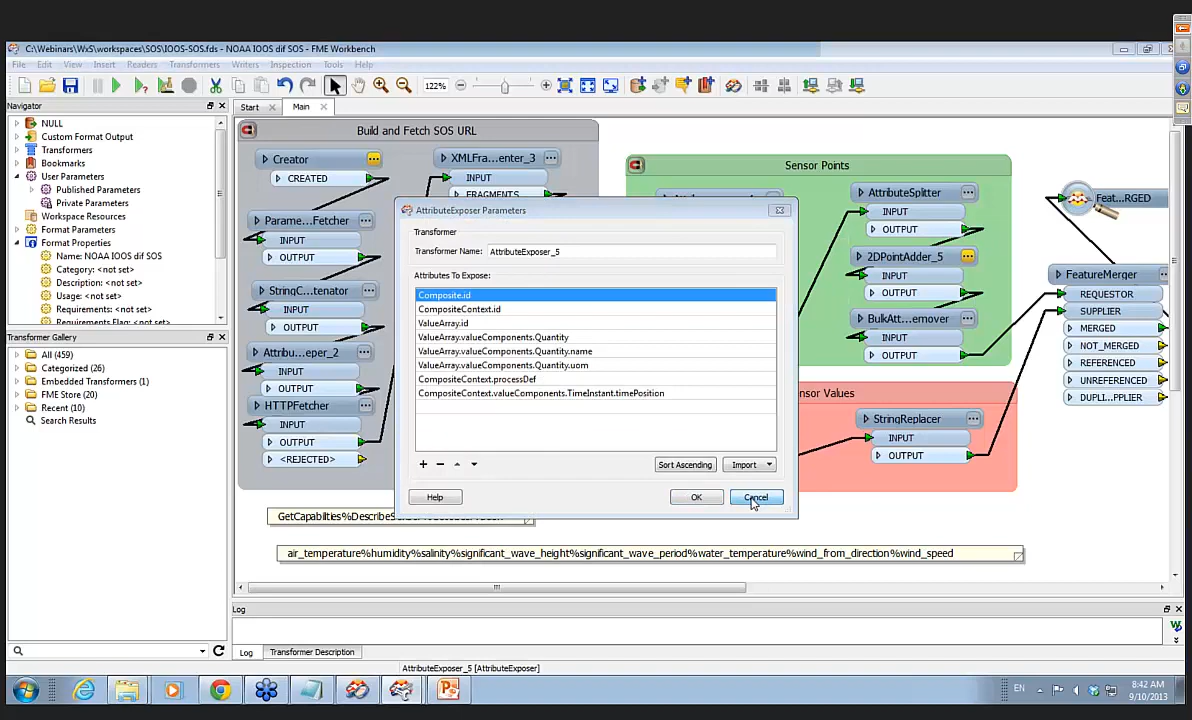 C:\Webinars\WxS\workspaces\SOS\IOOS-SOS.fds - NOAA IOOS dif SOS - FME Workbench
File Edit View Insert Readers Transformers Writers Inspection Tools Help
122%
Navigator
Start
Main
NULL
Custom Format Output
Transformers
Bookmarks
User Parameters
Published Parameters
Private Parameters
Workspace Resources
Format Parameters
Format Properties
Name: NOAA IOOS dif SOS
Category: <not set>
Description: <not set>
Usage: <not set>
Requirements: <not set>
Requirements Flag: <not set>
Transformer Gallery
All (459)
Categorized (26)
Embedded Transformers (1)
FME Store (20)
Recent (10)
Search Results
Build and Fetch SOS URL
Creator
CREATED
XMLFra...enter_3
INPUT
FRAGMENTS
Parame...Fetcher
INPUT
OUTPUT
StringC...tenator
INPUT
OUTPUT
Attribu...eper_2
INPUT
OUTPUT
HTTPFetcher
INPUT
OUTPUT
<REJECTED>
Sensor Points
AttributeSplitter
INPUT
OUTPUT
2DPointAdder_5
INPUT
OUTPUT
BulkAtt...emover
INPUT
OUTPUT
Feat...RGED
FeatureMerger
REQUESTOR
SUPPLIER
MERGED
NOT_MERGED
REFERENCED
UNREFERENCED
DUPLI...PPLIER
sor Values
StringReplacer
INPUT
OUTPUT
AttributeExposer Parameters
Transformer
Transformer Name: AttributeExposer_5
Attributes To Expose:
Composite.id
CompositeContext.id
ValueArray.id
ValueArray.valueComponents.Quantity
ValueArray.valueComponents.Quantity.name
ValueArray.valueComponents.Quantity.uom
CompositeContext.processDef
CompositeContext.valueComponents.TimeInstant.timePosition
Sort Ascending
Import
Help
OK
Cancel
air_temperature%humidity%salinity%significant_wave_height%significant_wave_period%water_temperature%wind_from_direction%wind_speed
Log
Log
Transformer Description
AttributeExposer_5 [AttributeExposer]
EN
8:42 AM
9/10/2013